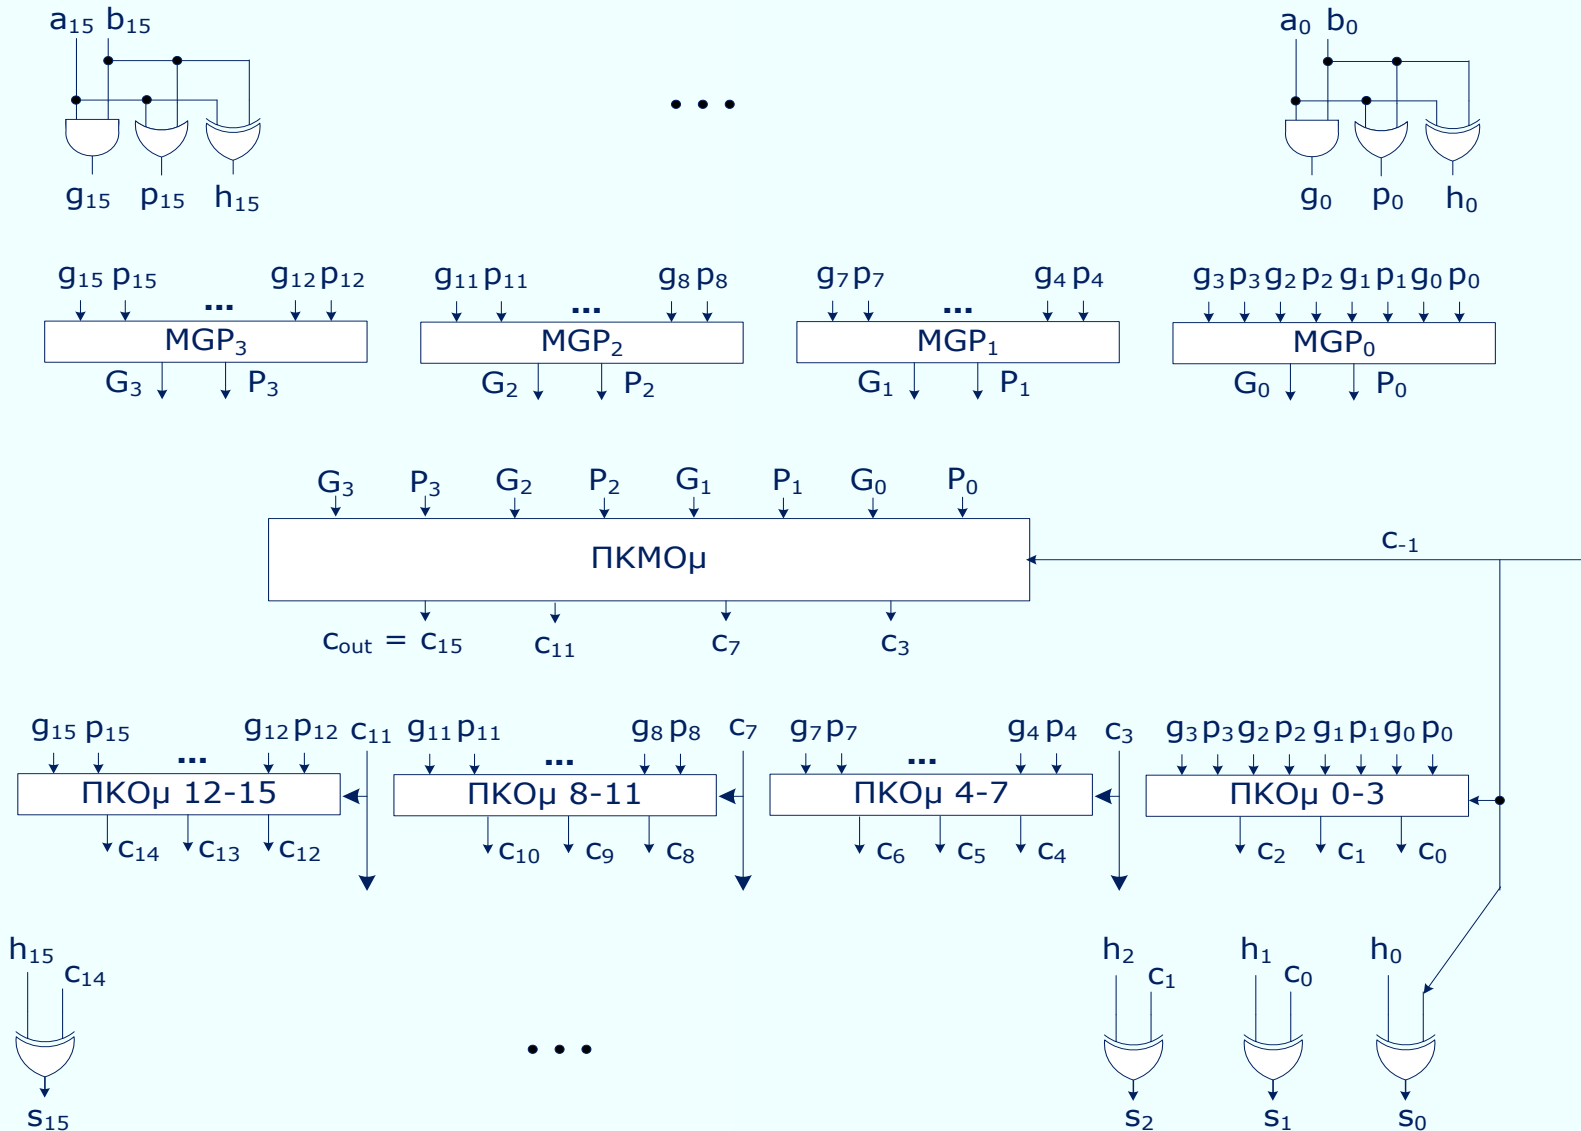 a15 b15 a0 b0
g15 p15 h15 g0 p0 h0
g15 p15 ... g12 p12 g11 p11 ... g8 p8 g7 p7 ... g4 p4 g3 p3 g2 p2 g1 p1 g0 p0
MGP3 MGP2 MGP1 MGP0
G3 P3 G2 P2 G1 P1 G0 P0
G3 P3 G2 P2 G1 P1 G0 P0
c-1
ΠΚΜΟμ
cout = c15 c11 c7 c3
g15 p15 ... g12 p12 c11 g11 p11 ... g8 p8 c7 g7 p7 ... g4 p4 c3 g3 p3 g2 p2 g1 p1 g0 p0
ΠΚΟμ 12-15 ΠΚΟμ 8-11 ΠΚΟμ 4-7 ΠΚΟμ 0-3
c14 c13 c12 c10 c9 c8 c6 c5 c4 c2 c1 c0
h15 h2 h1 h0
c14 c1 c0
s15 s2 s1 s0